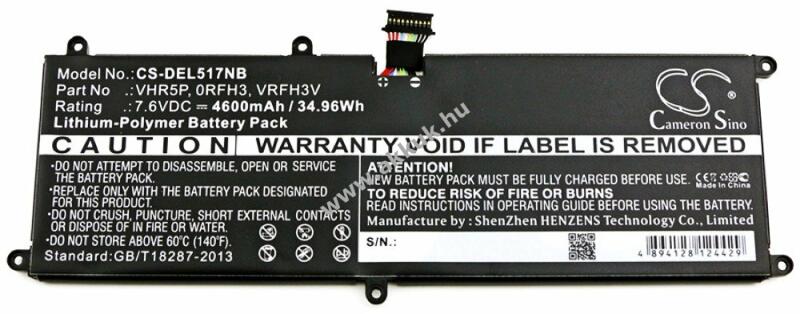 Model No. :CS-DEL517NB
Part No : VHR5P, 0RFH3, VRFH3V
Rating : 7.6VDC ⎓ 4600mAh / 34.96Wh
Lithium-Polymer Battery Pack
CS
Cameron Sino
WARRANTY VOID IF LABEL IS REMOVED
CAUTION:
-DO NOT ATTEMPT TO DISASSEMBLE OR SERVICE
THE BATTERY PACK
-REPLACE ONLY WITH THE BATTERY PACK DESIGNED
FOR THIS PRODUCT.
-DO NOT CRUSH, PUNCTURE, SHORT EXTERNAL CONTACTS
OR DISPOSE OF IN FIRE OR WATER
-DO NOT STORE ABOVE 60°C (140°F)
Standard: GB/T18287-2013
ATTENTION:
NEW BATTERY PACK MUST BE FULLY CHARGED BEFORE USE
TO REDUCE RISK OF FIRE OR BURNS
READ INSTRUCTIONS IN OPERATING GUIDE BEFORE USING
Manufacture by : ShenZhen HENZENS Technology Co., Limited
Made In China
S/N.:
4 894128 124429
www.akkuk.hu